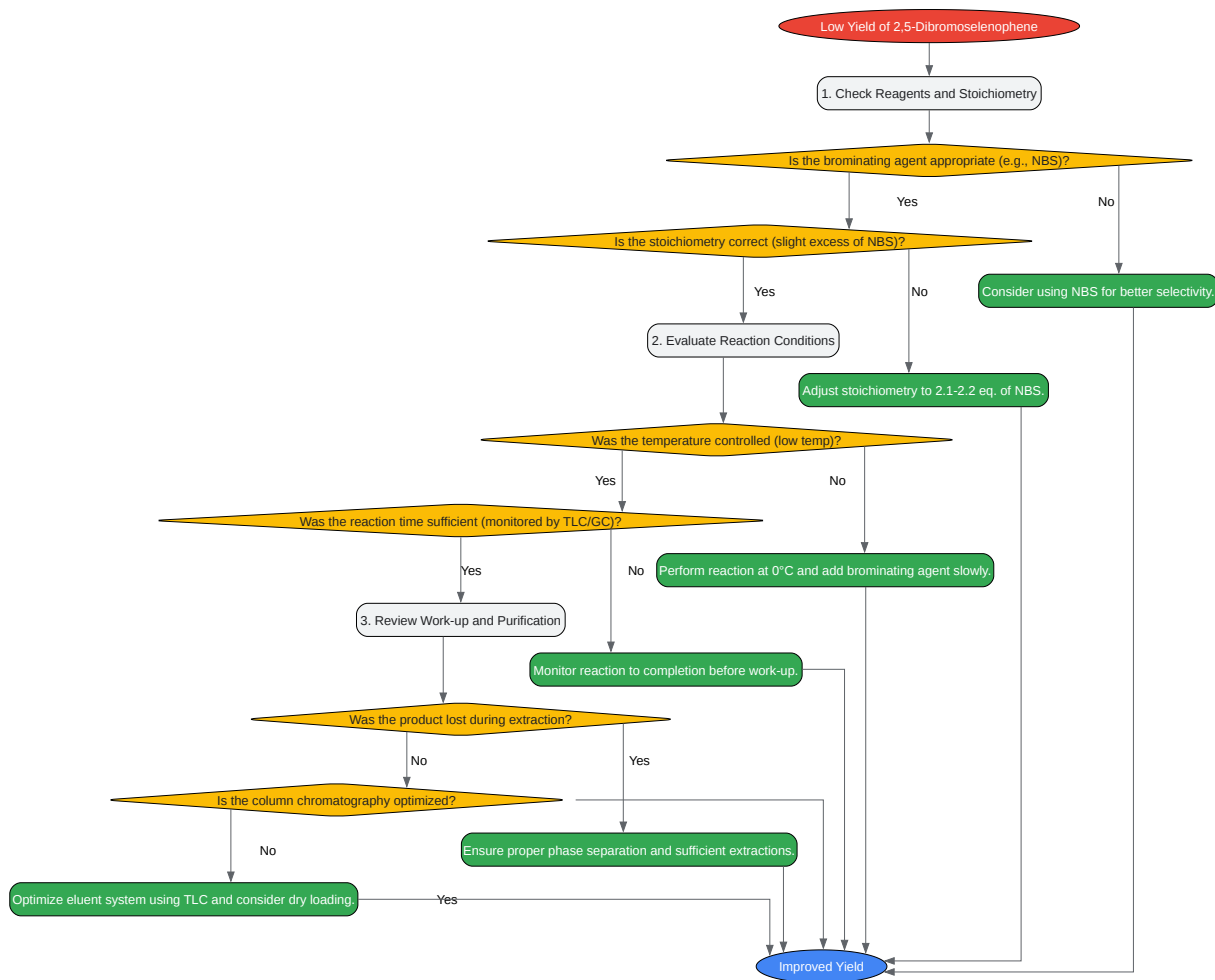 Low Yield of 2,5-Dibromoselenophene
1. Check Reagents and Stoichiometry
Is the brominating agent appropriate (e.g., NBS)?
Yes
No
Is the stoichiometry correct (slight excess of NBS)?
Yes
No
Consider using NBS for better selectivity.
2. Evaluate Reaction Conditions
Adjust stoichiometry to 2.1-2.2 eq. of NBS.
Was the temperature controlled (low temp)?
Yes
No
Was the reaction time sufficient (monitored by TLC/GC)?
Yes
No
Perform reaction at 0°C and add brominating agent slowly.
3. Review Work-up and Purification
Monitor reaction to completion before work-up.
Was the product lost during extraction?
No
Yes
Is the column chromatography optimized?
No
Ensure proper phase separation and sufficient extractions.
Optimize eluent system using TLC and consider dry loading.
Yes
Improved Yield